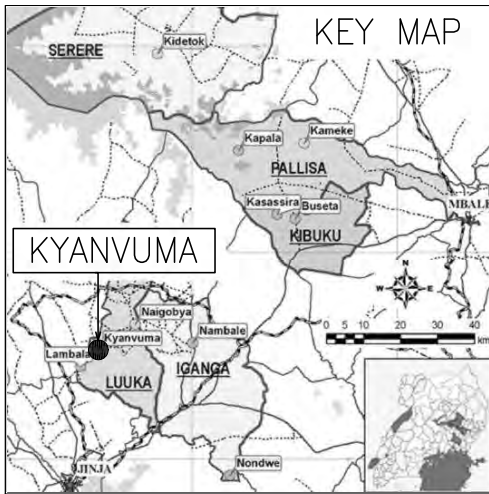 KEY MAP
Kidetok
SERERE
Kameke
Kapala
PALLISA
MBALE
Kasassira
Buseta
KIBUKU
KYANVUMA
N
W E
S
Naigobya
Kyanvuma
Nambale
0 5 10 20 30 40
km
Lambala
IGANGA
LUUKA
Nondwe
JINJA